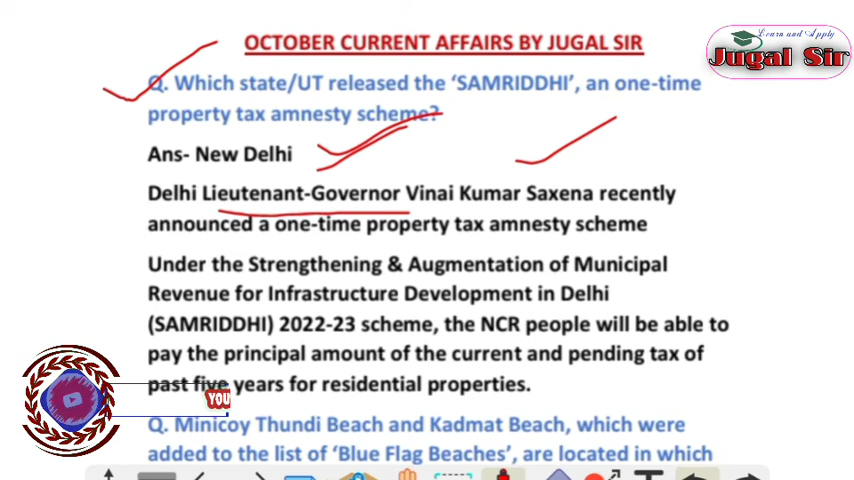 OCTOBER CURRENT AFFAIRS BY JUGAL SIR
Learn and Apply
Jugal Sir
Q. Which state/UT released the ‘SAMRIDDHI’, an one-time
property tax amnesty scheme?
Ans- New Delhi
Delhi Lieutenant-Governor Vinai Kumar Saxena recently
announced a one-time property tax amnesty scheme
Under the Strengthening & Augmentation of Municipal
Revenue for Infrastructure Development in Delhi
(SAMRIDDHI) 2022-23 scheme, the NCR people will be able to
pay the principal amount of the current and pending tax of
past five years for residential properties.
YOU
Q. Minicoy Thundi Beach and Kadmat Beach, which were
added to the list of ‘Blue Flag Beaches’, are located in which